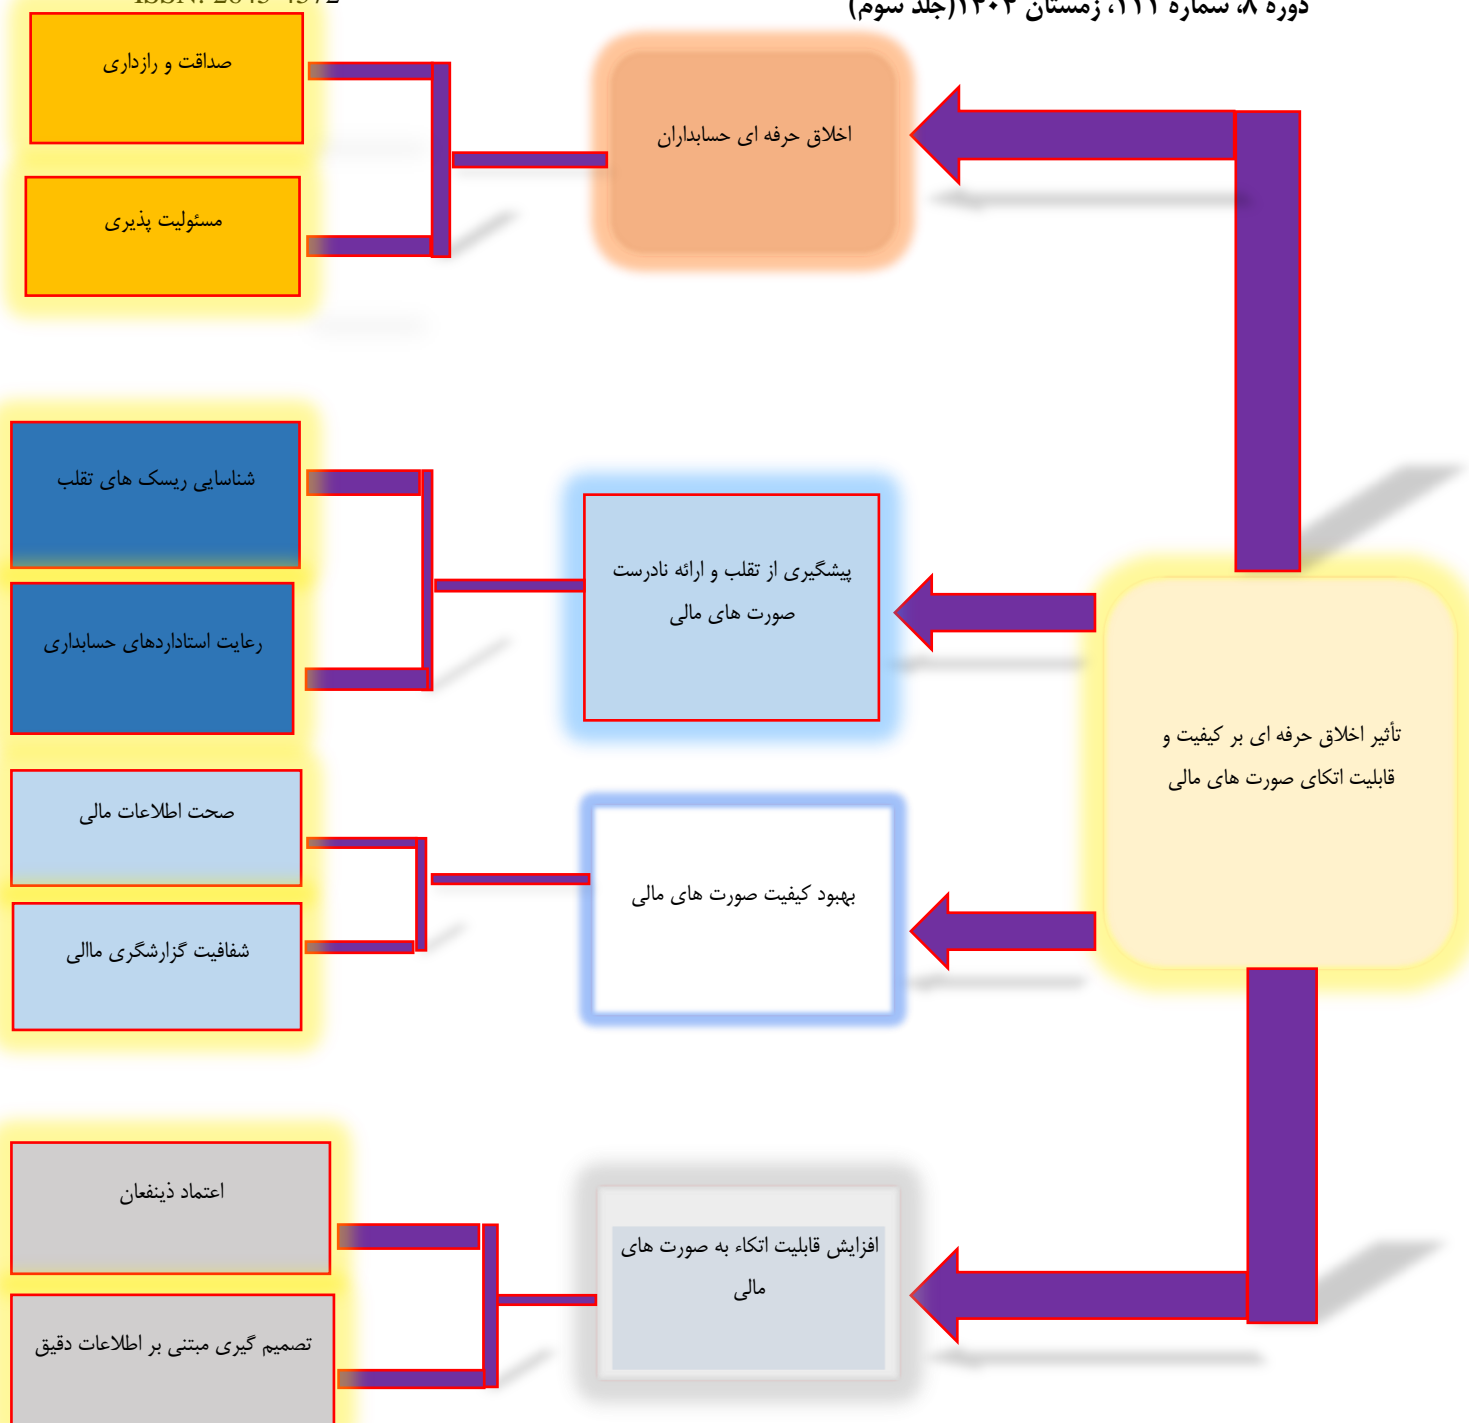 دوره ۸، شماره ۱۱۱، زمستان ۱۴۰۳(جلد سوم)
صداقت و رازداری
اخلاق حرفه ای حسابداران
مسئولیت پذیری
شناسایی ریسک های تقلب
پیشگیری از تقلب و ارائه نادرست
صورت های مالی
رعایت استاداردهای حسابداری
تأثیر اخلاق حرفه ای بر کیفیت و
قابلیت اتکای صورت های مالی
صحت اطلاعات مالی
بهبود کیفیت صورت های مالی
شفافیت گزارشگری ماالی
اعتماد ذینفعان
افزایش قابلیت اتکاء به صورت های
مالی
تصمیم گیری مبتنی بر اطلاعات دقیق